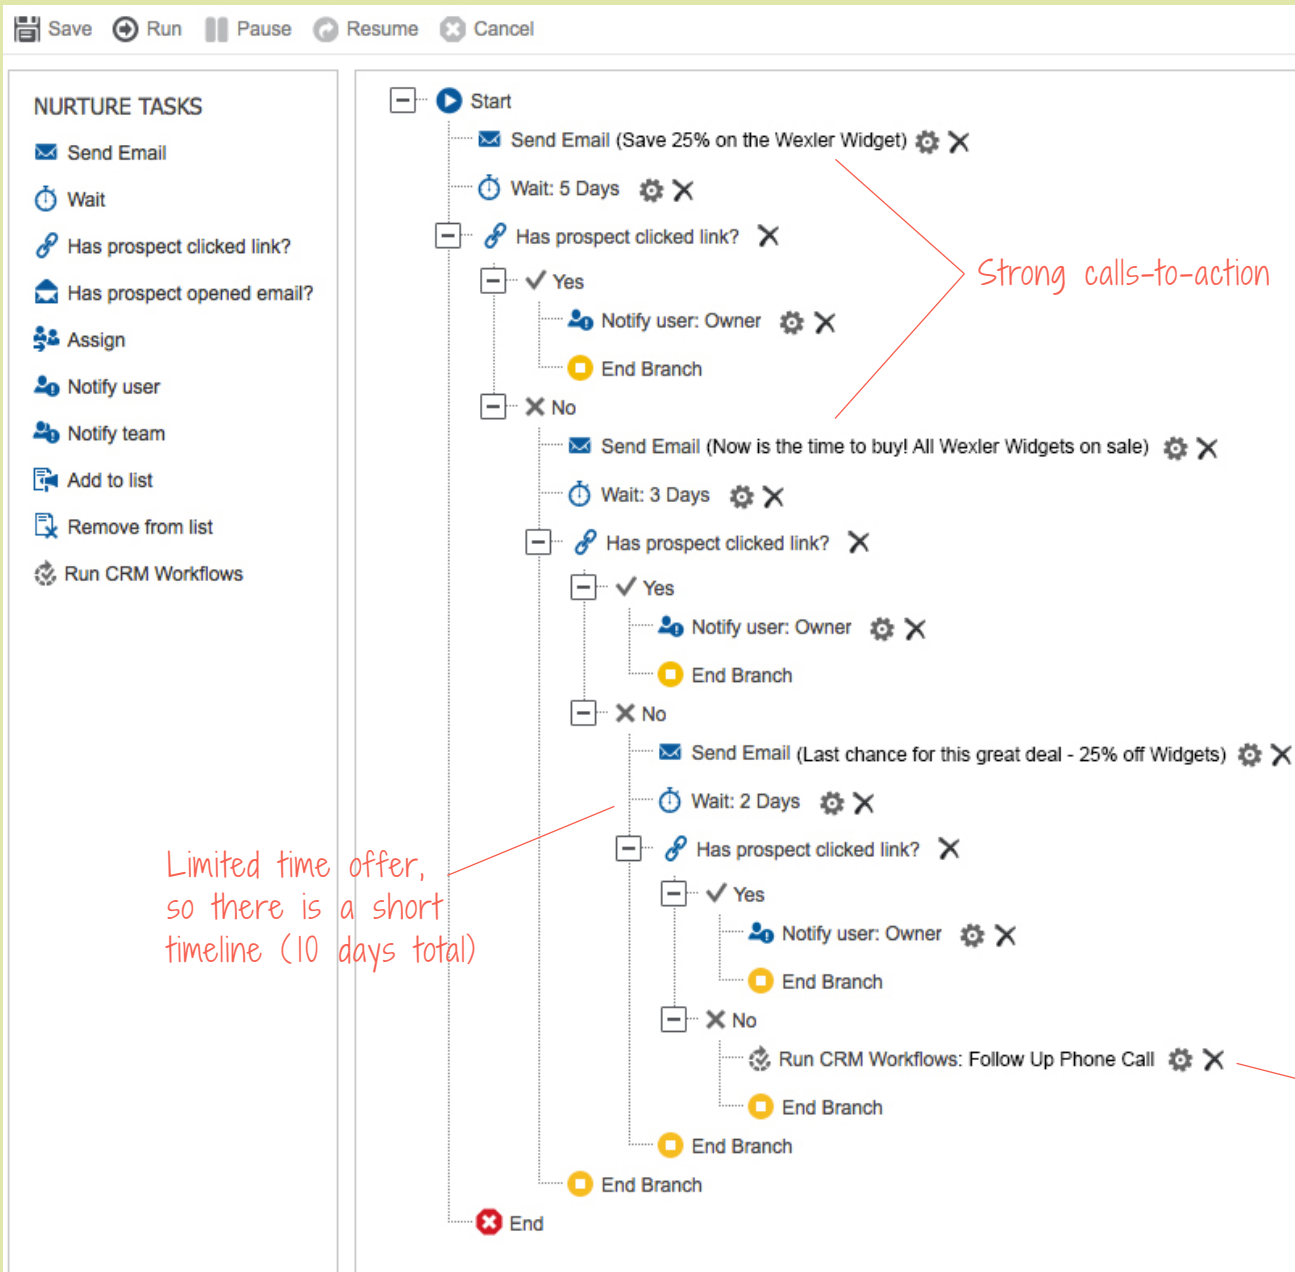 Save Run Pause Resume Cancel
NURTURE TASKS
Send Email
Wait
Has prospect clicked link?
Has prospect opened email?
Assign
Notify user
Notify team
Add to list
Remove from list
Run CRM Workflows
Start
Send Email (Save 25% on the Wexler Widget)
Wait: 5 Days
Has prospect clicked link?
Yes
Notify user: Owner
End Branch
No
Send Email (Now is the time to buy! All Wexler Widgets on sale)
Wait: 3 Days
Has prospect clicked link?
Yes
Notify user: Owner
End Branch
No
Send Email (Last chance for this great deal - 25% off Widgets)
Wait: 2 Days
Has prospect clicked link?
Yes
Notify user: Owner
End Branch
No
Run CRM Workflows: Follow Up Phone Call
End Branch
End Branch
End Branch
End
Strong calls-to-action
Limited time offer,
so there is a short
timeline (10 days total)